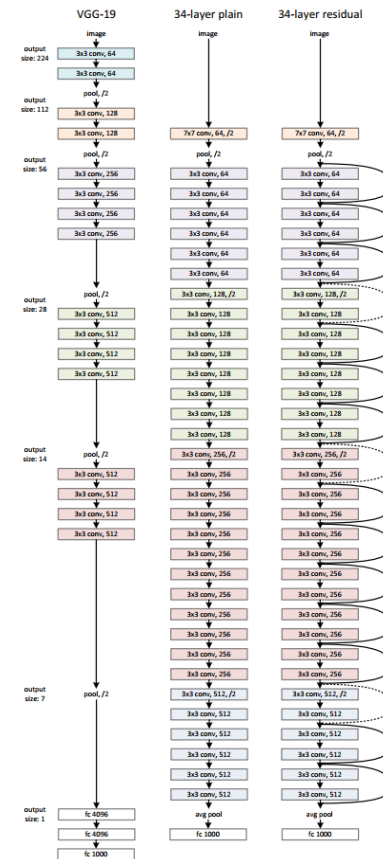 output
size: 224
output
size: 112
output
size: 56
output
size: 28
output
size: 14
output
size: 7
output
size: 1
VGG-19
image
3x3 conv, 64
3x3 conv, 64
pool, /2
3x3 conv, 128
3x3 conv, 128
pool, /2
3x3 conv, 256
3x3 conv, 256
3x3 conv, 256
3x3 conv, 256
pool, /2
3x3 conv, 512
3x3 conv, 512
3x3 conv, 512
3x3 conv, 512
pool, /2
3x3 conv, 512
3x3 conv, 512
3x3 conv, 512
3x3 conv, 512
pool, /2
fc 4096
fc 4096
fc 1000
34-layer plain
image
7x7 conv, 64, /2
pool, /2
3x3 conv, 64
3x3 conv, 64
3x3 conv, 64
3x3 conv, 64
3x3 conv, 64
3x3 conv, 64
3x3 conv, 128, /2
3x3 conv, 128
3x3 conv, 128
3x3 conv, 128
3x3 conv, 128
3x3 conv, 128
3x3 conv, 128
3x3 conv, 128
3x3 conv, 256, /2
3x3 conv, 256
3x3 conv, 256
3x3 conv, 256
3x3 conv, 256
3x3 conv, 256
3x3 conv, 256
3x3 conv, 256
3x3 conv, 256
3x3 conv, 256
3x3 conv, 256
3x3 conv, 256
3x3 conv, 512, /2
3x3 conv, 512
3x3 conv, 512
3x3 conv, 512
3x3 conv, 512
3x3 conv, 512
avg pool
fc 1000
34-layer residual
image
7x7 conv, 64, /2
pool, /2
3x3 conv, 64
3x3 conv, 64
3x3 conv, 64
3x3 conv, 64
3x3 conv, 64
3x3 conv, 64
3x3 conv, 128, /2
3x3 conv, 128
3x3 conv, 128
3x3 conv, 128
3x3 conv, 128
3x3 conv, 128
3x3 conv, 128
3x3 conv, 128
3x3 conv, 256, /2
3x3 conv, 256
3x3 conv, 256
3x3 conv, 256
3x3 conv, 256
3x3 conv, 256
3x3 conv, 256
3x3 conv, 256
3x3 conv, 256
3x3 conv, 256
3x3 conv, 256
3x3 conv, 256
3x3 conv, 512, /2
3x3 conv, 512
3x3 conv, 512
3x3 conv, 512
3x3 conv, 512
3x3 conv, 512
avg pool
fc 1000